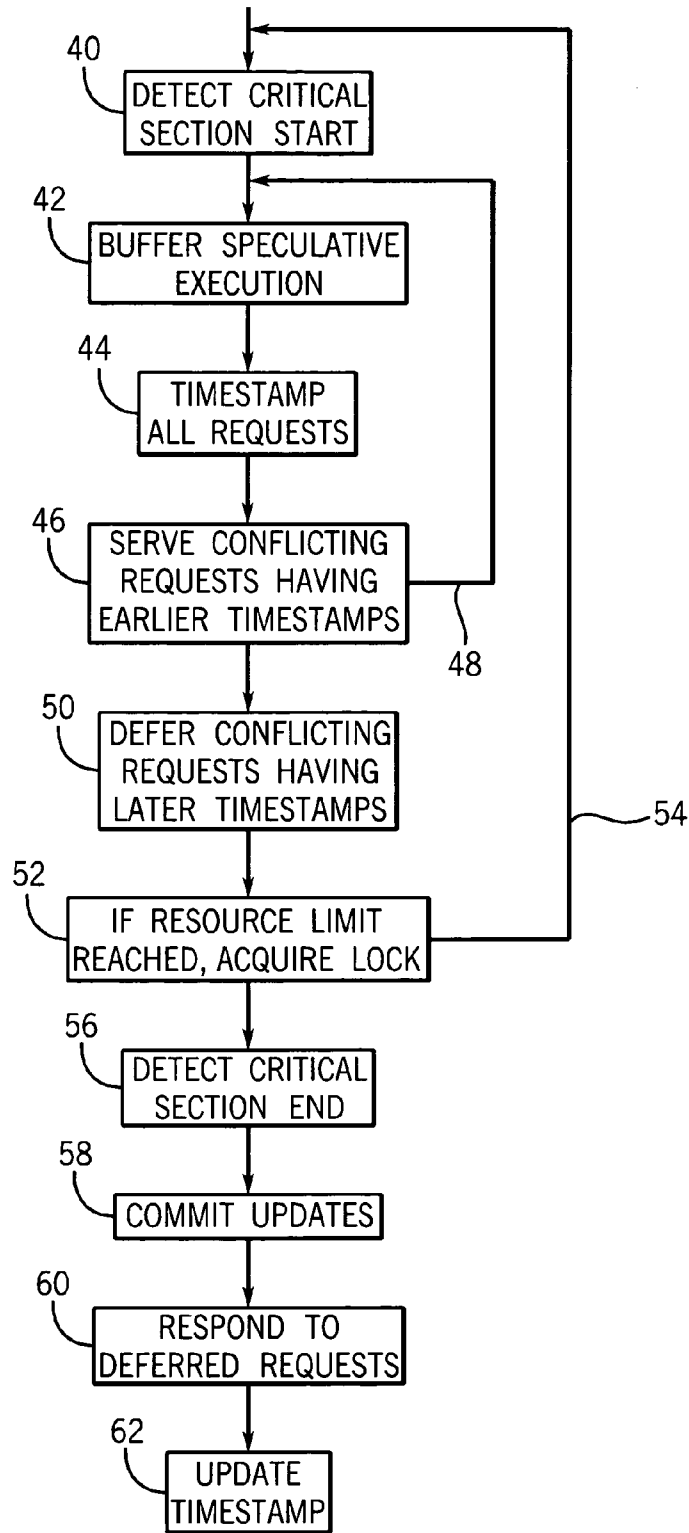 40
DETECT CRITICAL
SECTION START
42
BUFFER SPECULATIVE
EXECUTION
44
TIMESTAMP
ALL REQUESTS
46
SERVE CONFLICTING
REQUESTS HAVING
EARLIER TIMESTAMPS
48
50
DEFER CONFLICTING
REQUESTS HAVING
LATER TIMESTAMPS
54
52
IF RESOURCE LIMIT
REACHED, ACQUIRE LOCK
56
DETECT CRITICAL
SECTION END
58
COMMIT UPDATES
60
RESPOND TO
DEFERRED REQUESTS
62
UPDATE
TIMESTAMP